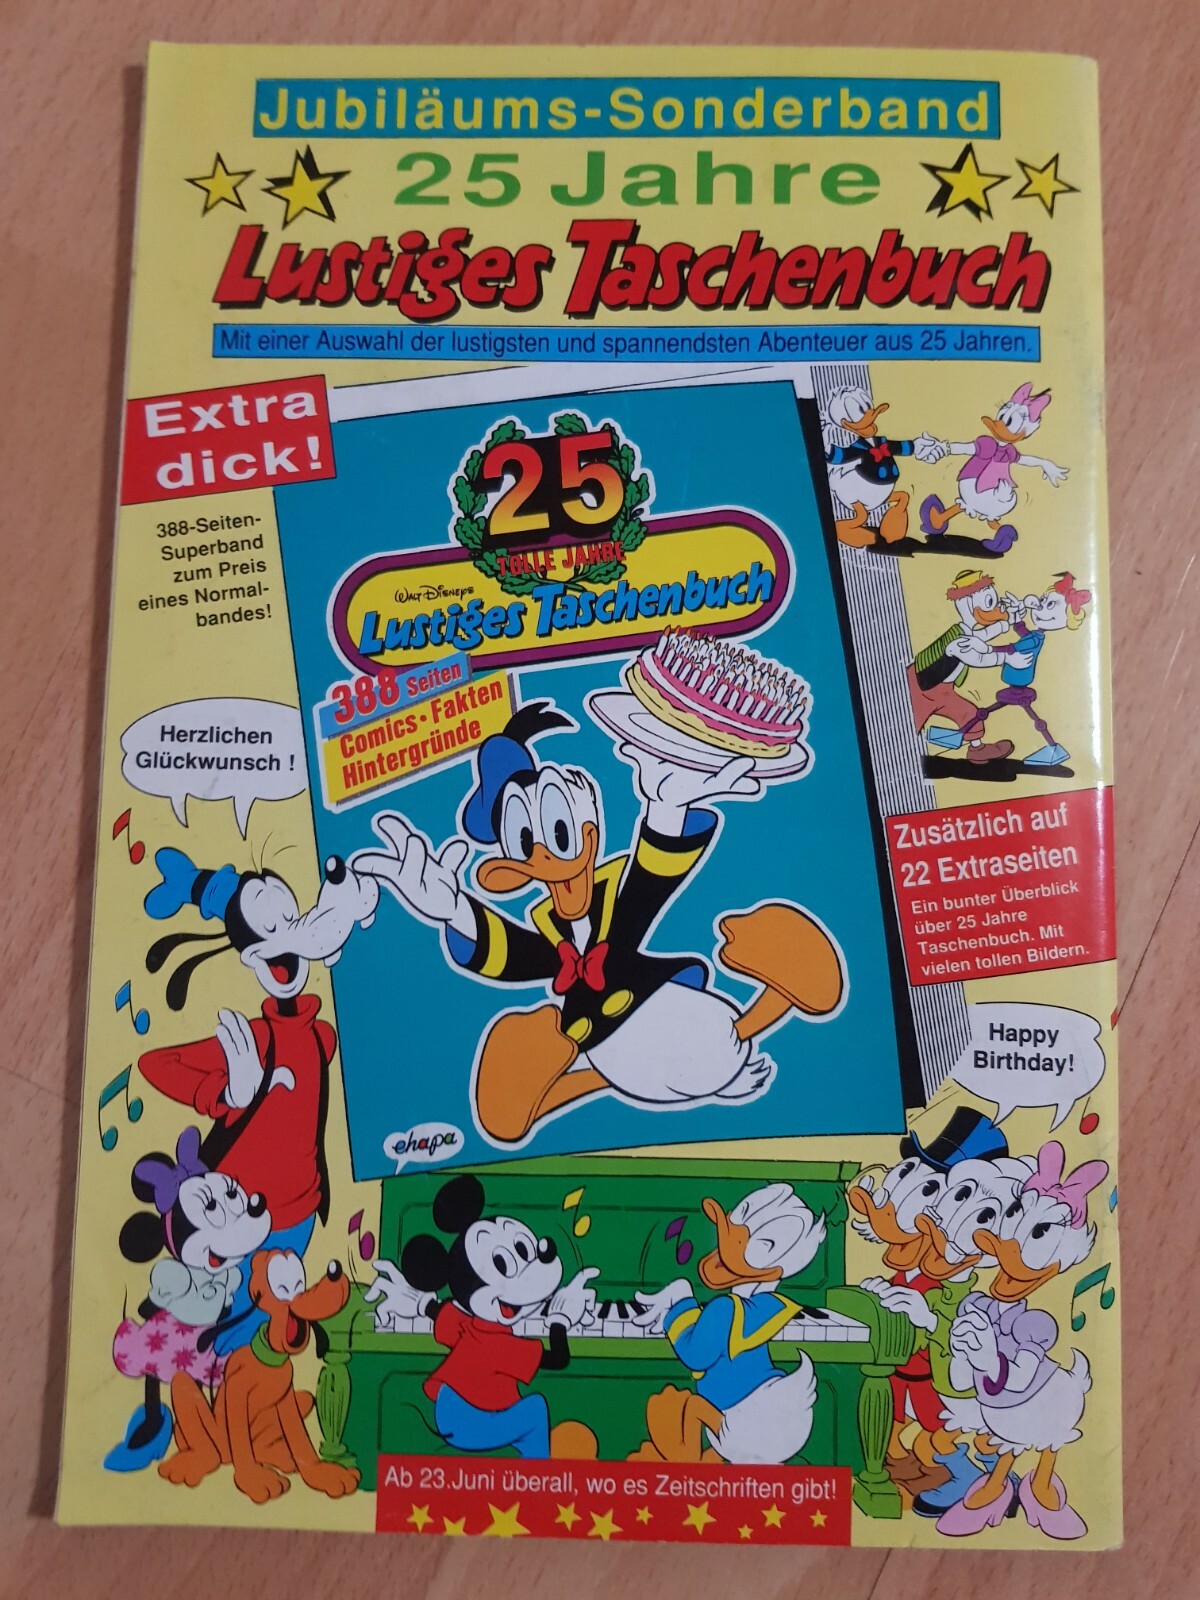 Jubiläums-Sonderband
25 Jahre
Lustiges Taschenbuch
Mit einer Auswahl der lustigsten und spannendsten Abenteuer aus 25 Jahren.
Extra
dick!
388-Seiten-
Superband
zum Preis
eines Normal-
bandes!
25
TOLLE JAHRE
WALT DISNEYS
Lustiges Taschenbuch
388 Seiten
Comics · Fakten
Hintergründe
Herzlichen
Glückwunsch !
Zusätzlich auf
22 Extraseiten
Ein bunter Überblick
über 25 Jahre
Taschenbuch. Mit
vielen tollen Bildern.
Happy
Birthday!
ehapa
Ab 23.Juni überall, wo es Zeitschriften gibt!